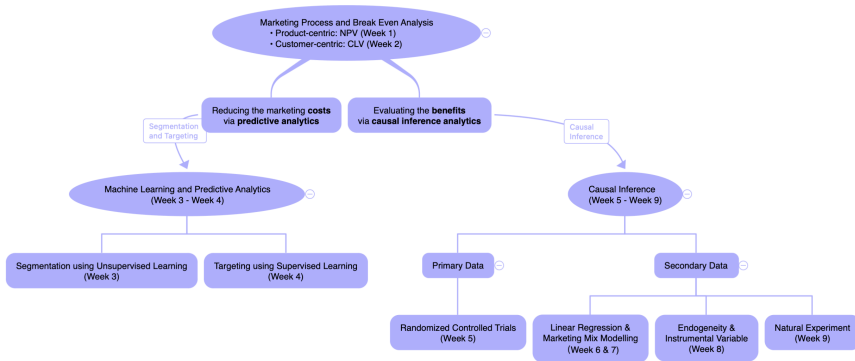 Marketing Process and Break Even Analysis
• Product-centric: NPV (Week 1)
• Customer-centric: CLV (Week 2)
Reducing the marketing costs
via predictive analytics
Evaluating the benefits
via causal inference analytics
Segmentation
and Targeting
Causal
Inference
Machine Learning and Predictive Analytics
(Week 3 - Week 4)
Causal Inference
(Week 5 - Week 9)
Segmentation using Unsupervised Learning
(Week 3)
Targeting using Supervised Learning
(Week 4)
Primary Data
Secondary Data
Randomized Controlled Trials
(Week 5)
Linear Regression &
Marketing Mix Modelling
(Week 6 & 7)
Endogeneity &
Instrumental Variable
(Week 8)
Natural Experiment
(Week 9)